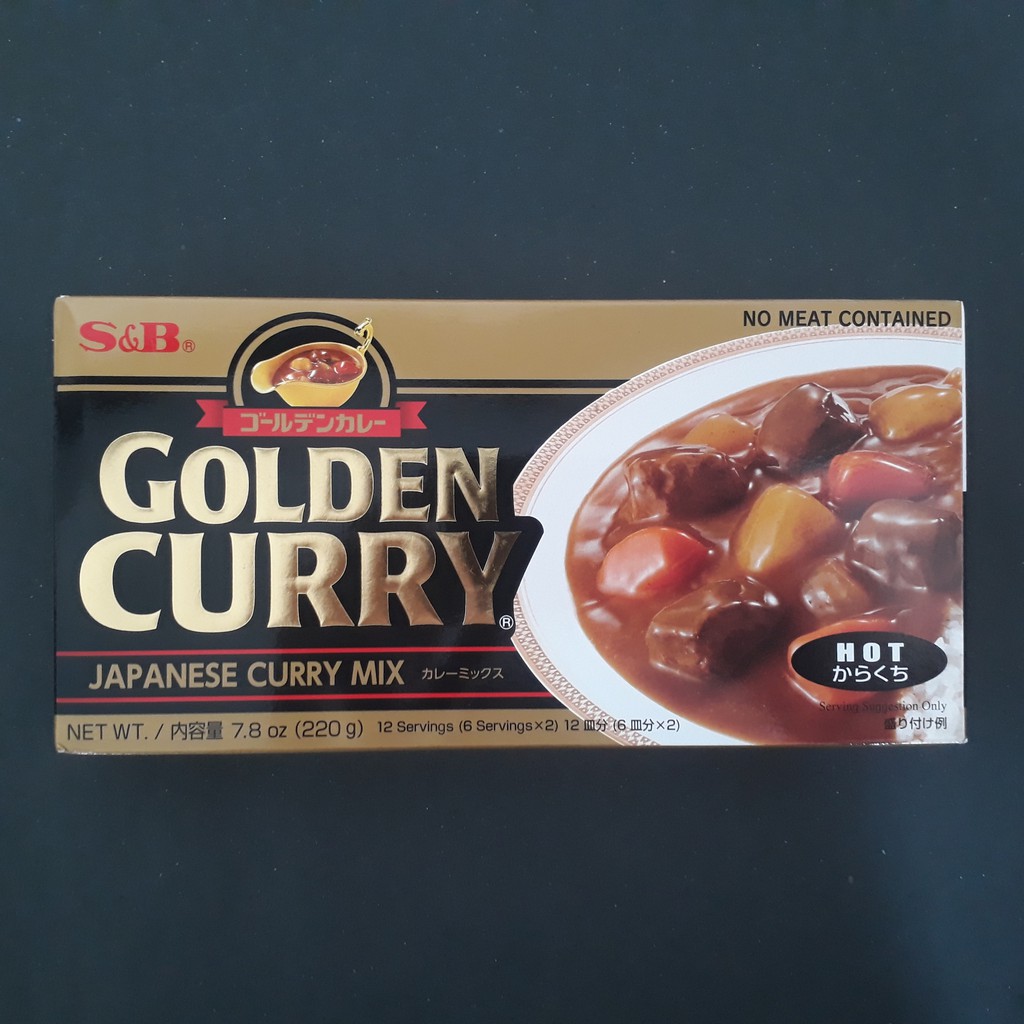 S&B®
NO MEAT CONTAINED
ゴールデンカレー
GOLDEN
CURRY®
JAPANESE CURRY MIX カレーミックス
HOT
からくち
Serving Suggestion Only
盛り付け例
NET WT. / 内容量 7.8 oz (220 g) 12 Servings (6 Servings×2) 12 皿分 (6 皿分×2)